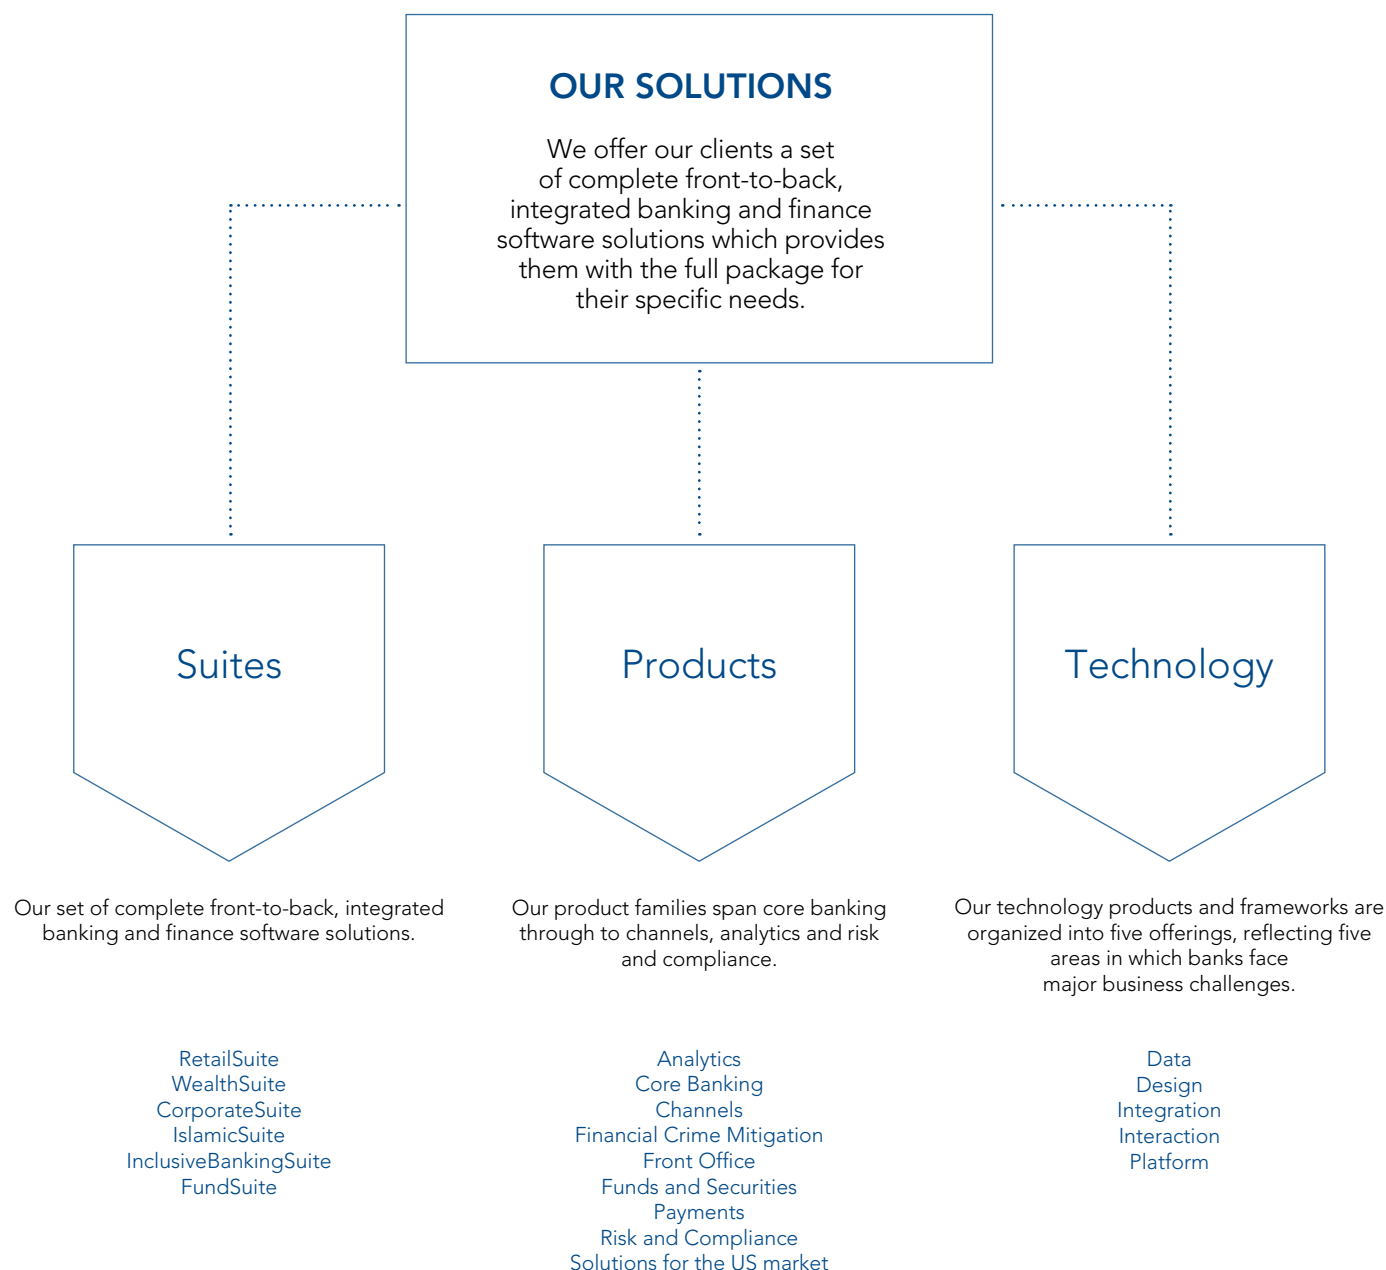 OUR SOLUTIONS
We offer our clients a set
of complete front-to-back,
integrated banking and finance
software solutions which provides
them with the full package for
their specific needs.
Suites
Our set of complete front-to-back, integrated
banking and finance software solutions.
RetailSuite
WealthSuite
CorporateSuite
IslamicSuite
InclusiveBankingSuite
FundSuite
Products
Our product families span core banking
through to channels, analytics and risk
and compliance.
Analytics
Core Banking
Channels
Financial Crime Mitigation
Front Office
Funds and Securities
Payments
Risk and Compliance
Solutions for the US market
Technology
Our technology products and frameworks are
organized into five offerings, reflecting five
areas in which banks face
major business challenges.
Data
Design
Integration
Interaction
Platform